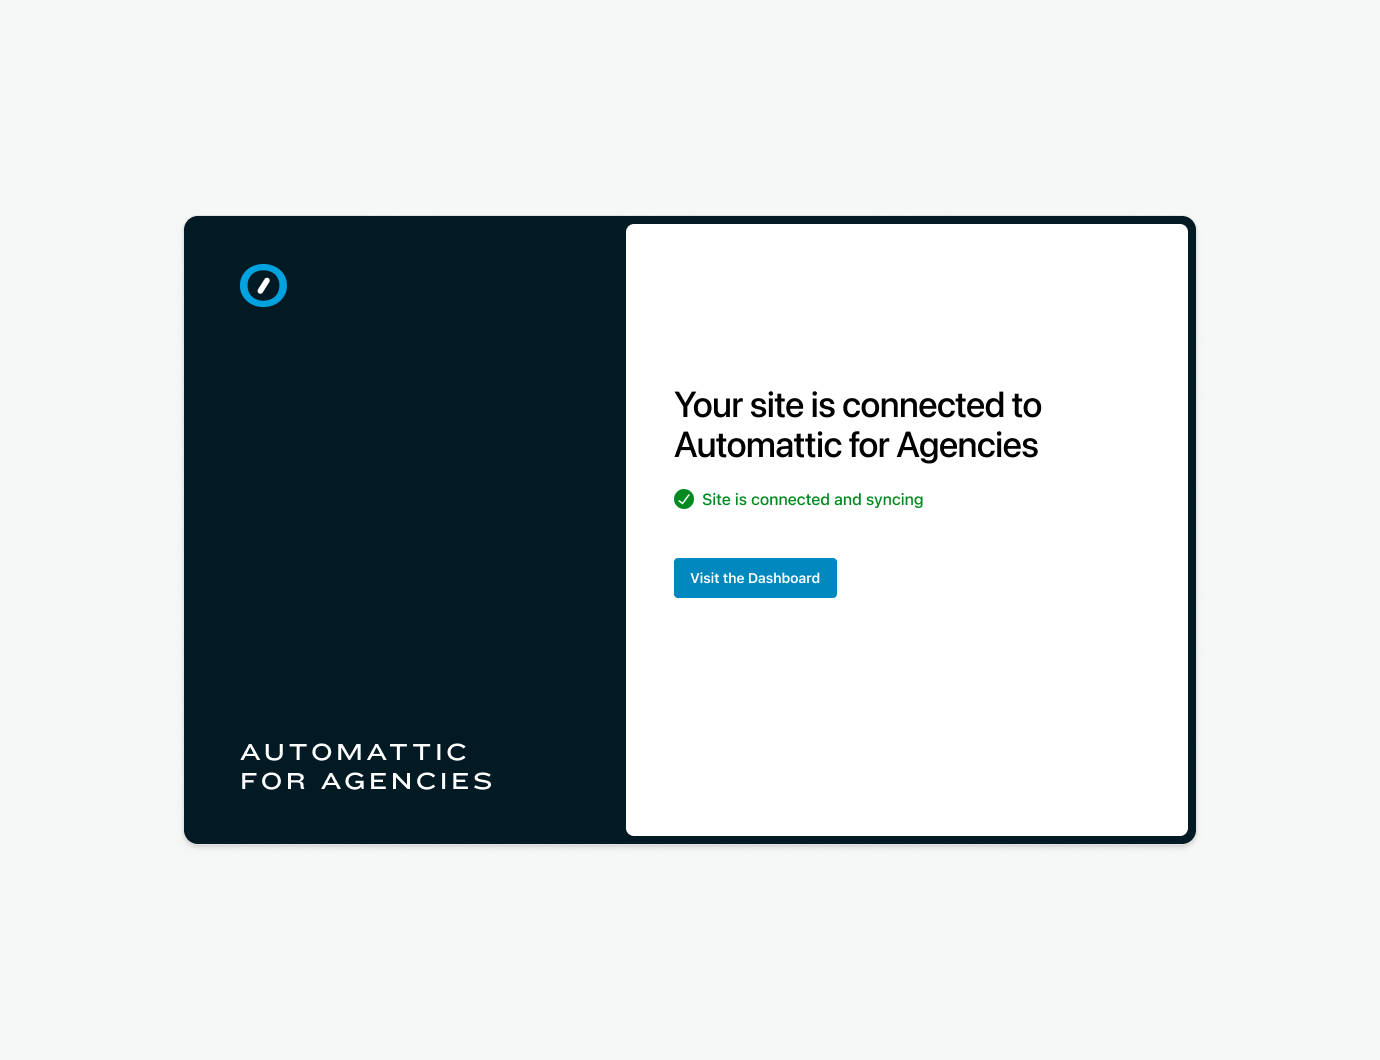 Your site is connected to
Automattic for Agencies
Site is connected and syncing
Visit the Dashboard
AUTOMATTIC
FOR AGENCIES